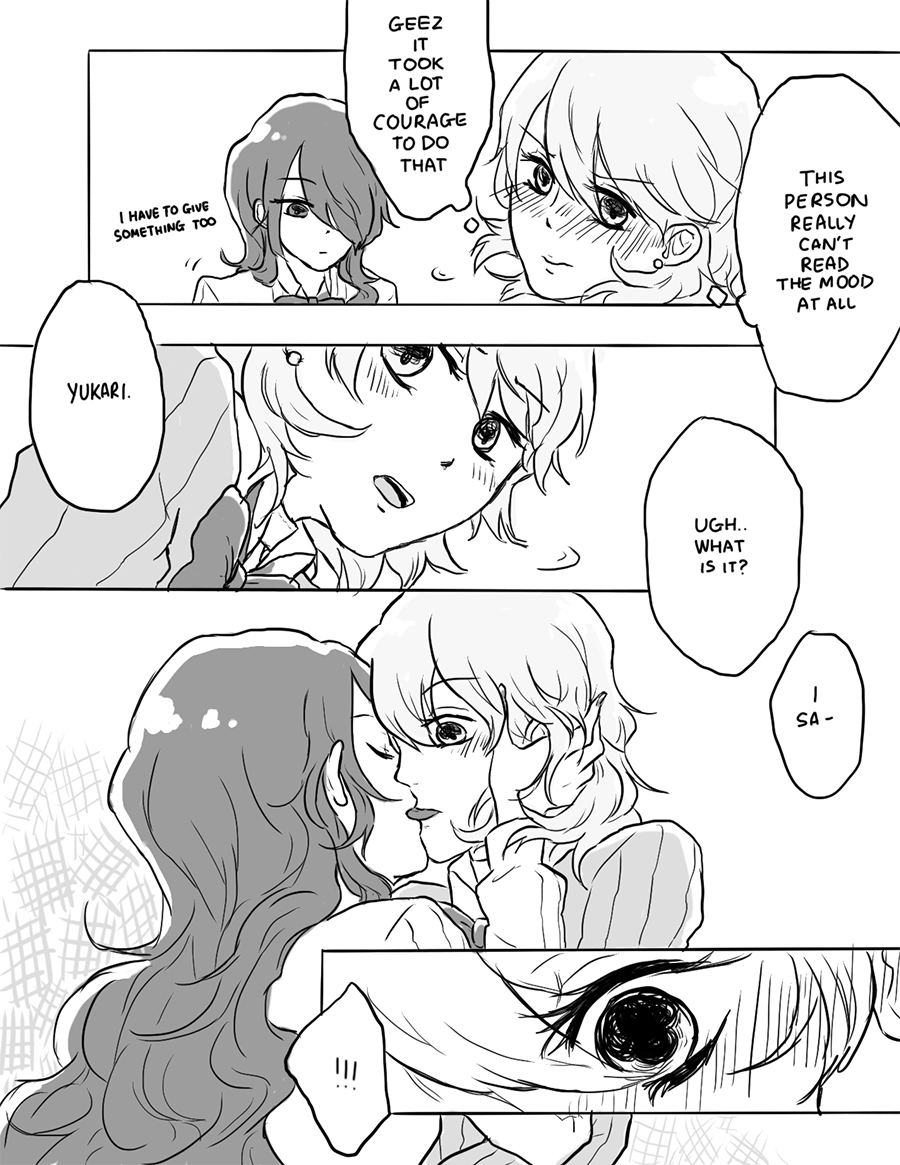 GEEZ
IT
TOOK
A LOT
OF
COURAGE
TO DO
THAT
THIS
PERSON
REALLY
CAN'T
READ
THE MOOD
AT ALL
I HAVE TO GIVE
SOMETHING TOO
YUKARI.
UGH..
WHAT
IS IT?
I
SA-
!!!